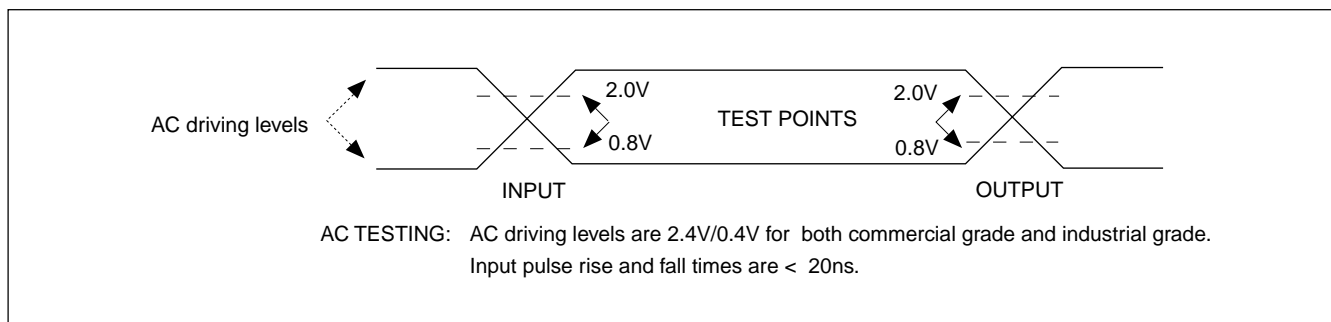 2.0V
2.0V
AC driving levels
TEST POINTS
0.8V
0.8V
INPUT
OUTPUT
AC TESTING: AC driving levels are 2.4V/0.4V for both commercial grade and industrial grade.
Input pulse rise and fall times are < 20ns.